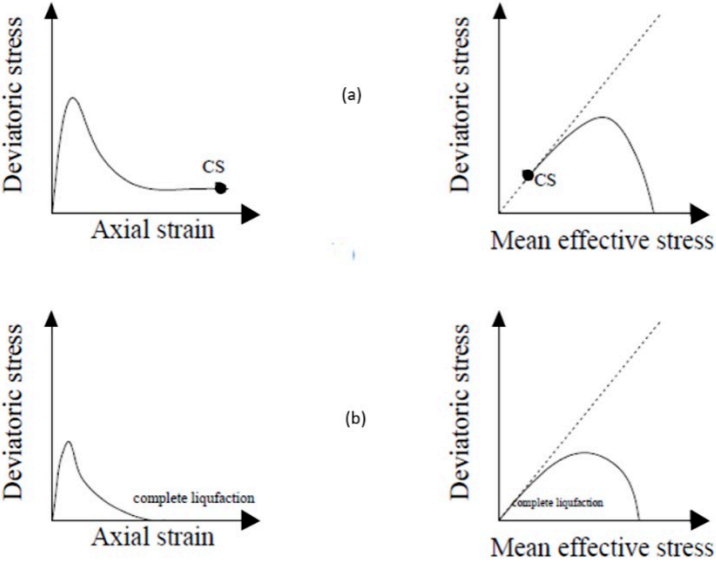 Deviatoric stress
CS
Axial strain
(a)
Deviatoric stress
CS
Mean effective stress
Deviatoric stress
complete liqufaction
Axial strain
(b)
Deviatoric stress
complete liqufaction
Mean effective stress